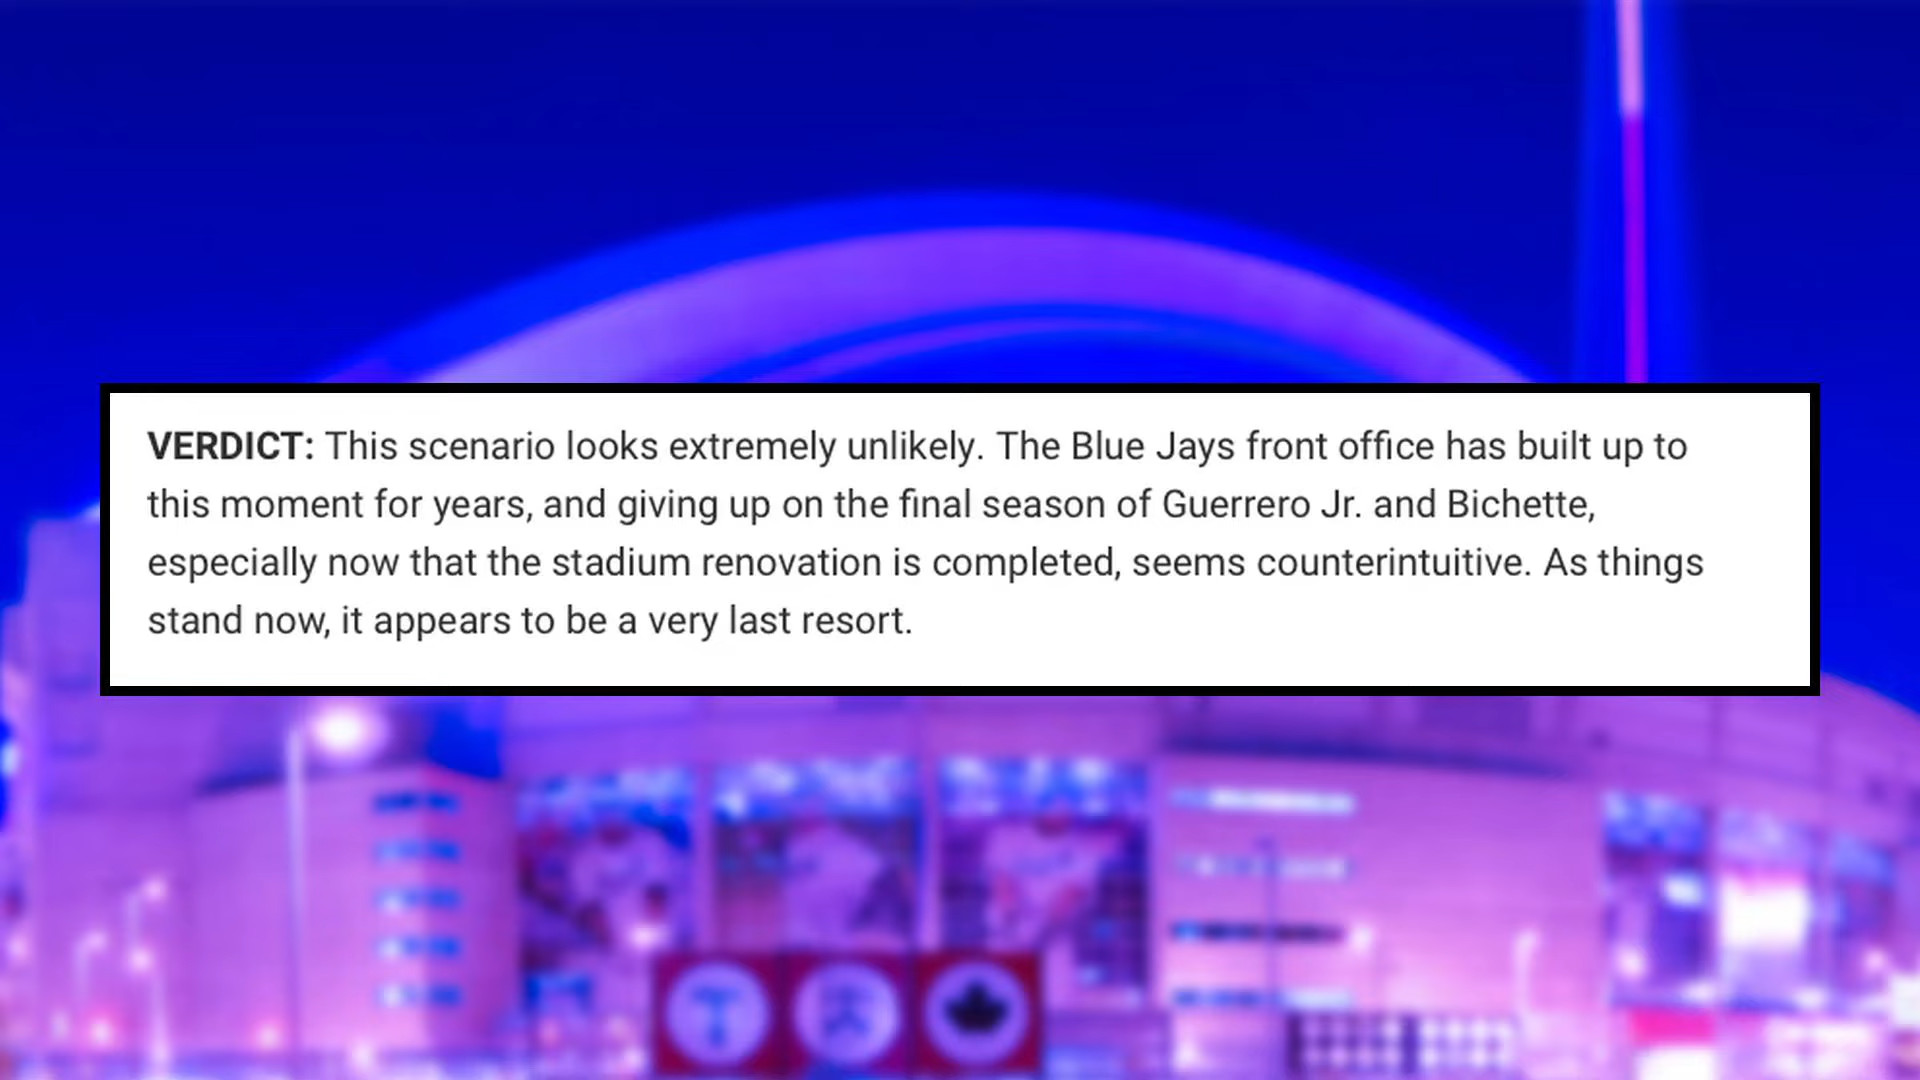 VERDICT: This scenario looks extremely unlikely. The Blue Jays front office has built up to
this moment for years, and giving up on the final season of Guerrero Jr. and Bichette,
especially now that the stadium renovation is completed, seems counterintuitive. As things
stand now, it appears to be a very last resort.